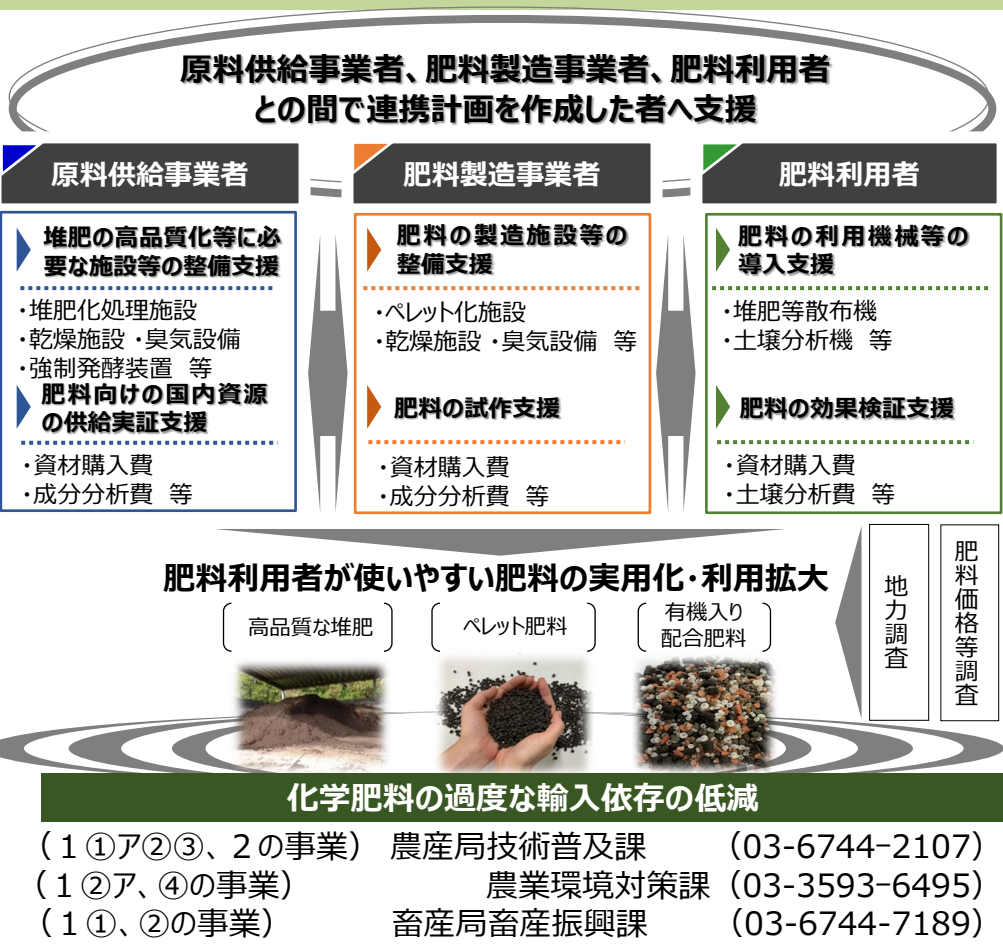 原料供給事業者、肥料製造事業者、肥料利用者
との間で連携計画を作成した者へ支援
原料供給事業者
堆肥の高品質化等に必
要な施設等の整備支援
・堆肥化処理施設
・乾燥施設・臭気設備
・強制発酵装置 等
肥料向けの国内資源
の供給実証支援
・資材購入費
・成分分析費 等
肥料製造事業者
肥料の製造施設等の
整備支援
・ペレット化施設
・乾燥施設・臭気設備 等
肥料の試作支援
・資材購入費
・成分分析費 等
肥料利用者
肥料の利用機械等の
導入支援
・堆肥等散布機
・土壌分析機 等
肥料の効果検証支援
・資材購入費
・土壌分析費 等
肥料利用者が使いやすい肥料の実用化・利用拡大
高品質な堆肥
ペレット肥料
有機入り
配合肥料
地力調査
肥料価格等調査
化学肥料の過度な輸入依存の低減
（１①ア②③、２の事業） 農産局技術普及課 （03-6744-2107）
（１②ア、④の事業） 農業環境対策課（03-3593-6495）
（１①、②の事業） 畜産局畜産振興課 （03-6744-7189）